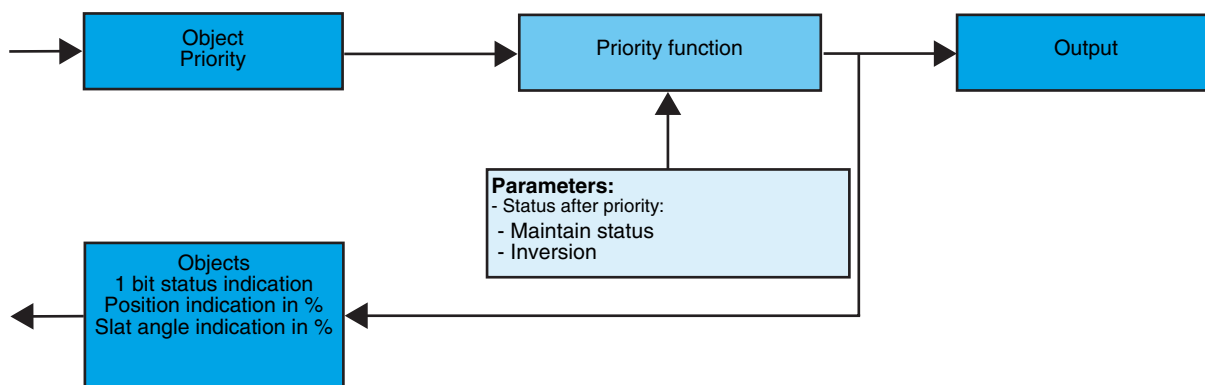 Object
Priority
Priority function
Output
Parameters:
- Status after priority:
- Maintain status
- Inversion
Objects
1 bit status indication
Position indication in %
Slat angle indication in %